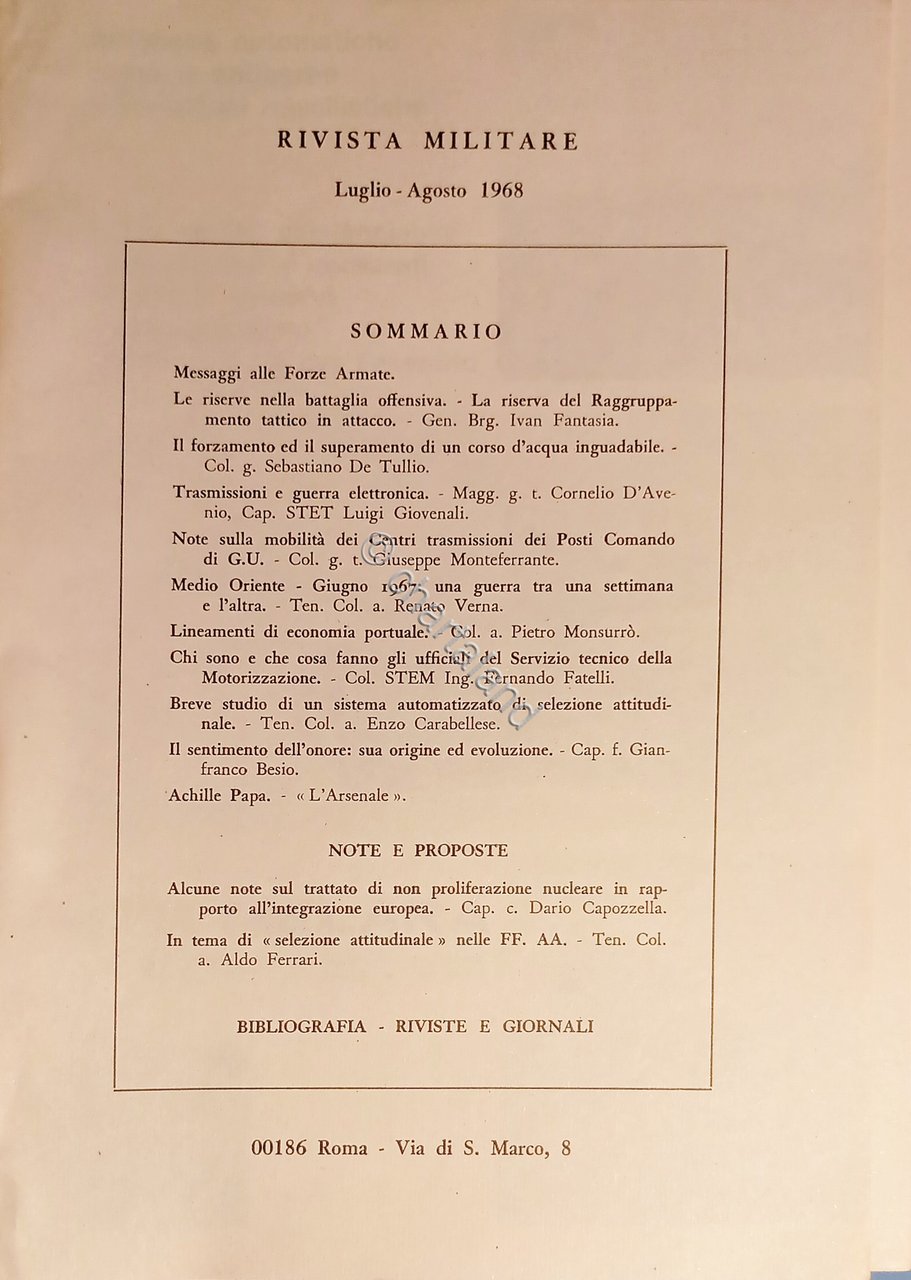 RIVISTA MILITARE
Luglio - Agosto 1968
SOMMARIO
Messaggi alle Forze Armate.
Le riserve nella battaglia offensiva. - La riserva del Raggruppa-
mento tattico in attacco. - Gen. Brg. Ivan Fantasia.
Il forzamento ed il superamento di un corso d'acqua inguadabile. -
Col. g. Sebastiano De Tullio.
Trasmissioni e guerra elettronica. - Magg. g. t. Cornelio D'Ave-
nio, Cap. STET Luigi Giovenali.
Note sulla mobilità dei Centri trasmissioni dei Posti Comando
di G.U. - Col. g. t. Giuseppe Monteferrante.
Medio Oriente - Giugno 1967: una guerra tra una settimana
e l'altra. - Ten. Col. a. Renato Verna.
Lineamenti di economia portuale. - Col. a. Pietro Monsurrò.
Chi sono e che cosa fanno gli ufficiali del Servizio tecnico della
Motorizzazione. - Col. STEM Ing. Fernando Fatelli.
Breve studio di un sistema automatizzato di selezione attitudi-
nale. - Ten. Col. a. Enzo Carabellese. -
Il sentimento dell'onore: sua origine ed evoluzione. - Cap. f. Gian-
franco Besio.
Achille Papa. - « L'Arsenale ».
NOTE E PROPOSTE
Alcune note sul trattato di non proliferazione nucleare in rap-
porto all'integrazione europea. - Cap. c. Dario Capozzella.
In tema di « selezione attitudinale » nelle FF. AA. - Ten. Col.
a. Aldo Ferrari.
BIBLIOGRAFIA - RIVISTE E GIORNALI
00186 Roma - Via di S. Marco, 8
© chartaland